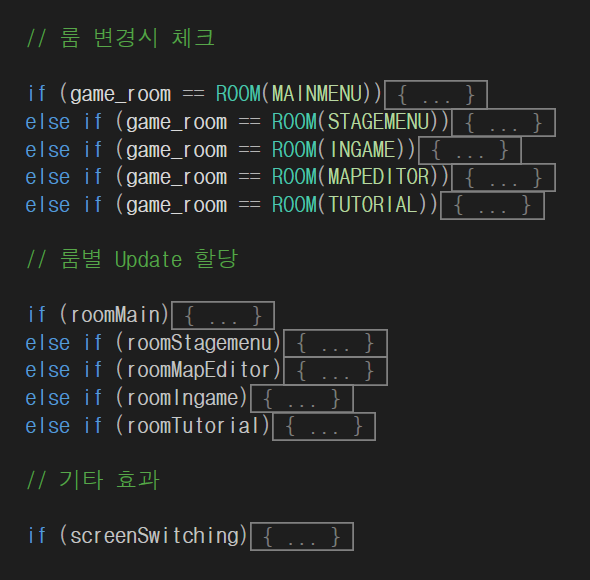 // 룸 변경시 체크
if (game_room == ROOM(MAINMENU)){ ... }
else if (game_room == ROOM(STAGEMENU)){ ... }
else if (game_room == ROOM(INGAME)){ ... }
else if (game_room == ROOM(MAPEDITOR)){ ... }
else if (game_room == ROOM(TUTORIAL)){ ... }
// 룸별 Update 할당
if (roomMain){ ... }
else if (roomStagemenu){ ... }
else if (roomMapEditor){ ... }
else if (roomIngame){ ... }
else if (roomTutorial){ ... }
// 기타 효과
if (screenSwitching){ ... }